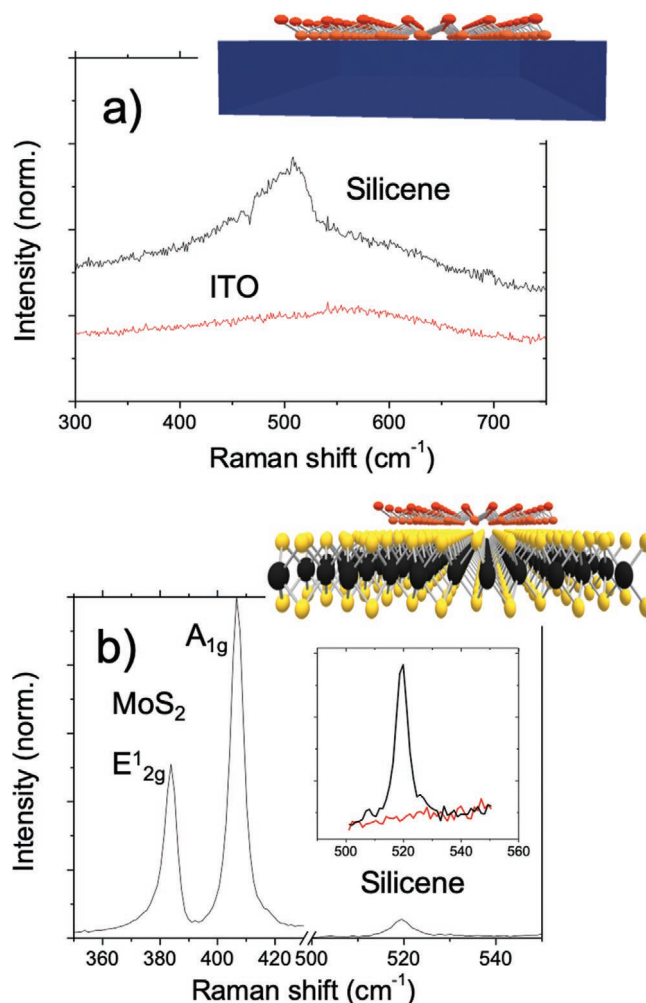 a)
Intensity (norm.)
Silicene
ITO
300 400 500 600 700
Raman shift (cm⁻¹)
b)
Intensity (norm.)
A₁g
MoS₂
E¹₂g
500 520 540 560
Silicene
360 380 400 420 500 520 540
Raman shift (cm⁻¹)